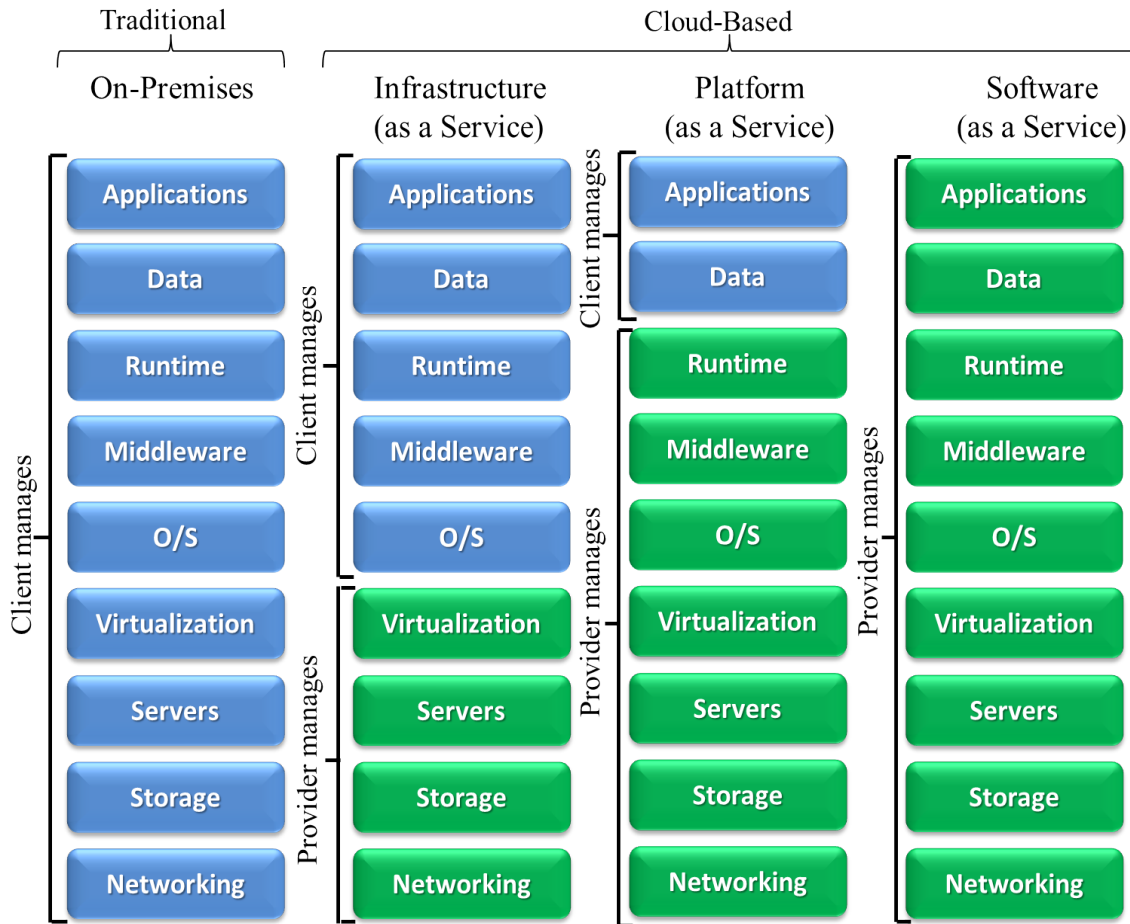 Traditional
Cloud-Based
On-Premises
Infrastructure
(as a Service)
Platform
(as a Service)
Software
(as a Service)
Client manages
Applications
Data
Runtime
Middleware
O/S
Virtualization
Servers
Storage
Networking
Client manages
Applications
Data
Runtime
Middleware
O/S
Provider manages
Virtualization
Servers
Storage
Networking
Client manages
Applications
Data
Provider manages
Runtime
Middleware
O/S
Virtualization
Servers
Storage
Networking
Provider manages
Applications
Data
Runtime
Middleware
O/S
Virtualization
Servers
Storage
Networking